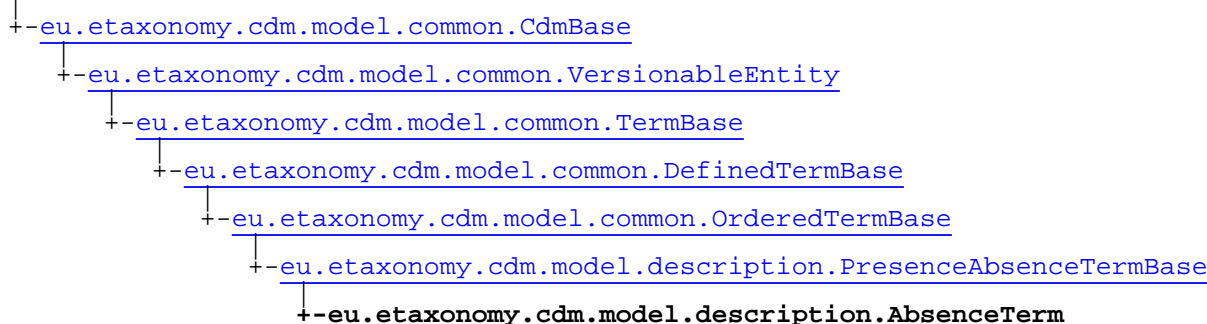 +-eu.etaxonomy.cdm.model.common.CdmBase
+-eu.etaxonomy.cdm.model.common.VersionableEntity
+-eu.etaxonomy.cdm.model.common.TermBase
+-eu.etaxonomy.cdm.model.common.DefinedTermBase
+-eu.etaxonomy.cdm.model.common.OrderedTermBase
+-eu.etaxonomy.cdm.model.description.PresenceAbsenceTermBase
+-eu.etaxonomy.cdm.model.description.AbsenceTerm